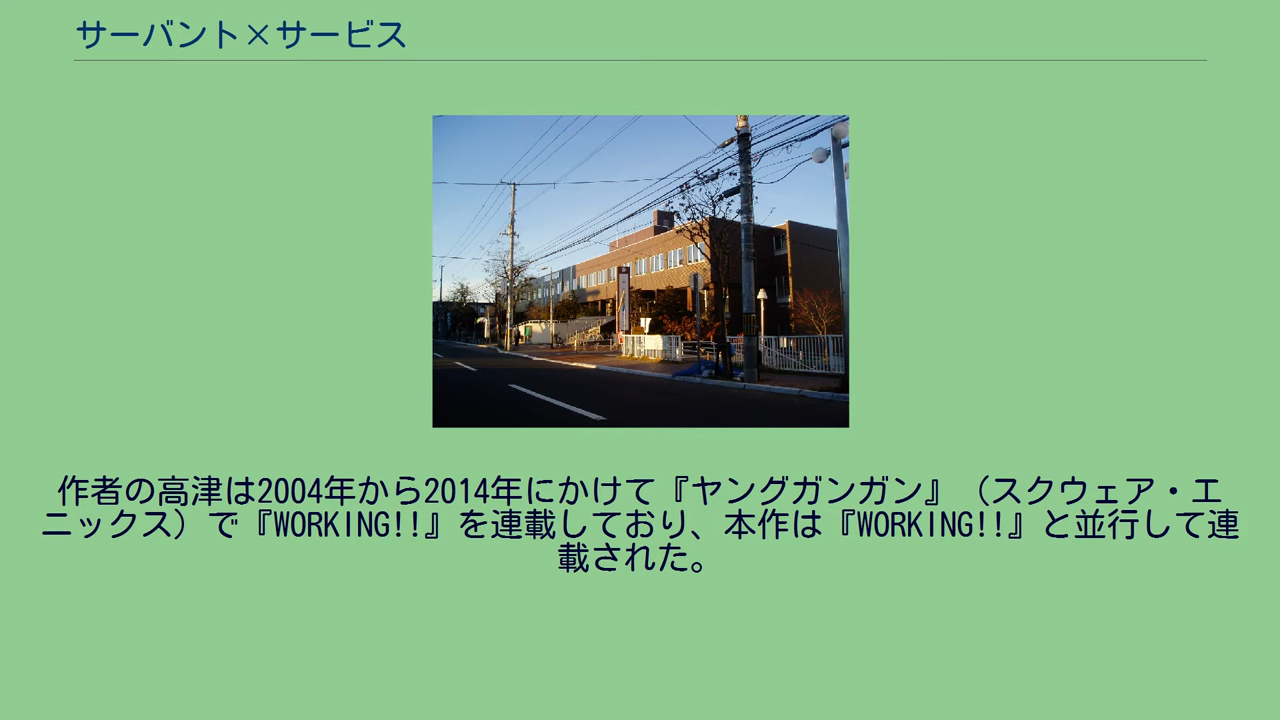 サーバント×サービス
作者の高津は2004年から2014年にかけて『ヤングガンガン』（スクウェア・エ
ニックス）で『WORKING!!』を連載しており、本作は『WORKING!!』と並行して連
載された。